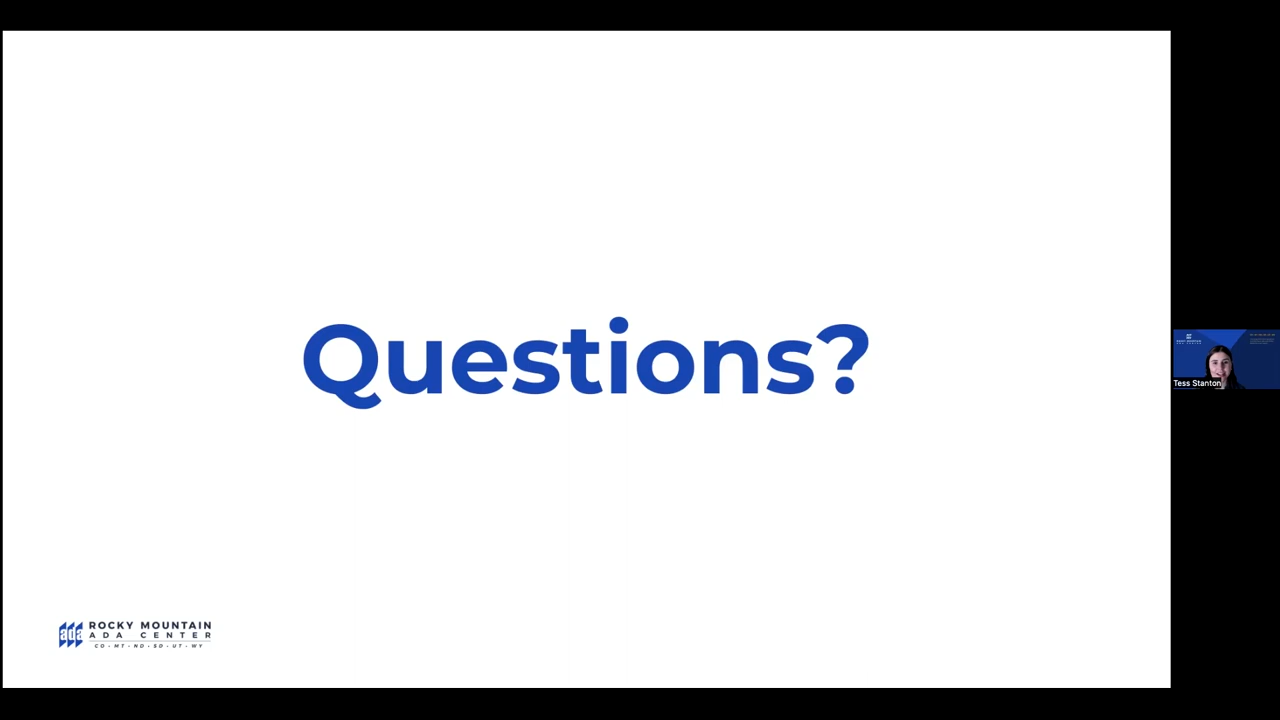 Questions?
ROCKY MOUNTAIN
ADA CENTER
CO · MT · ND · SD · UT · WY
Tess Stanton